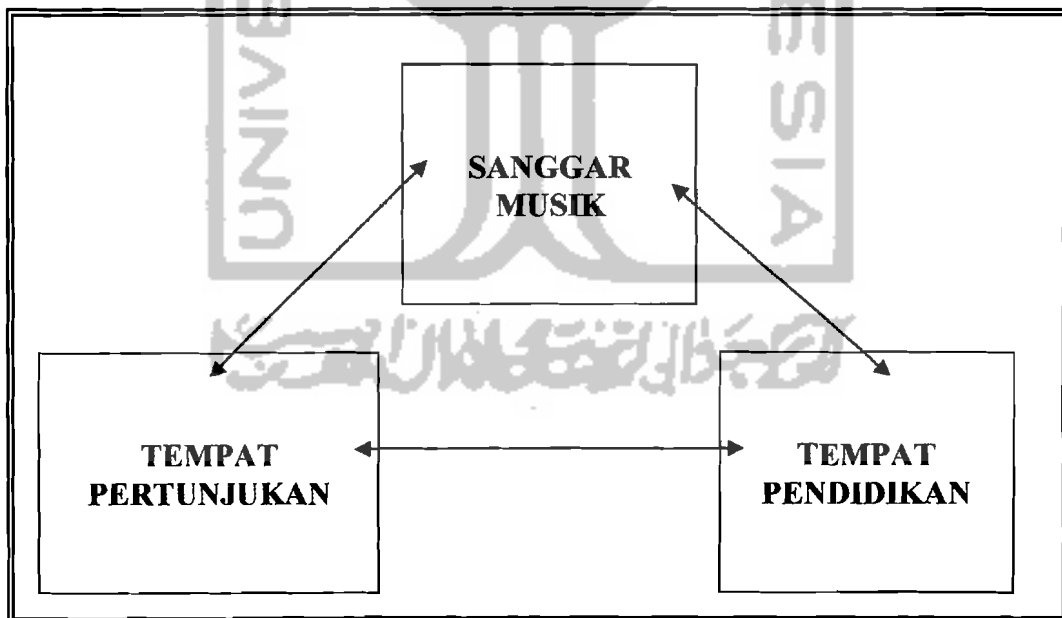 SANGGAR
MUSIK
TEMPAT
PERTUNJUKAN
TEMPAT
PENDIDIKAN